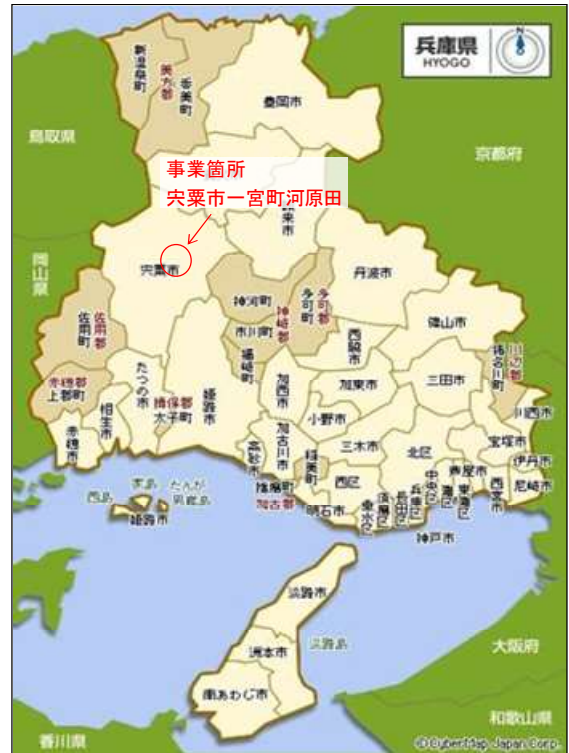 兵庫県
HYOGO
N
新温泉町
美方郡
香美町
豊岡市
鳥取県
京都府
事業箇所
宍粟市一宮町河原田
来市
宍粟市
岡山県
丹波市
神河町
神崎郡
多可町
多可郡
佐用町
佐用郡
市川町
篠山市
西脇市
福崎町
猪名川町
川辺郡
たつの市
姫路市
加西市
加東市
三田市
赤穂郡
上郡町
相生市
揖保郡
太子町
小野市
川西市
赤穂市
高砂市
加古川市
三木市
北区
宝塚市
稲美町
伊丹市
芦屋市
西島
家島
たんが
男鹿島
姫路市
播磨町
加古郡
明石市
西区
垂水区
須磨区
長田区
兵庫区
中央区
灘区
東灘区
西宮市
尼崎市
神戸市
淡路市
淡路島
洲本市
南あわじ市
大阪府
和歌山県
香川県
©CyberMap Japan Corp.